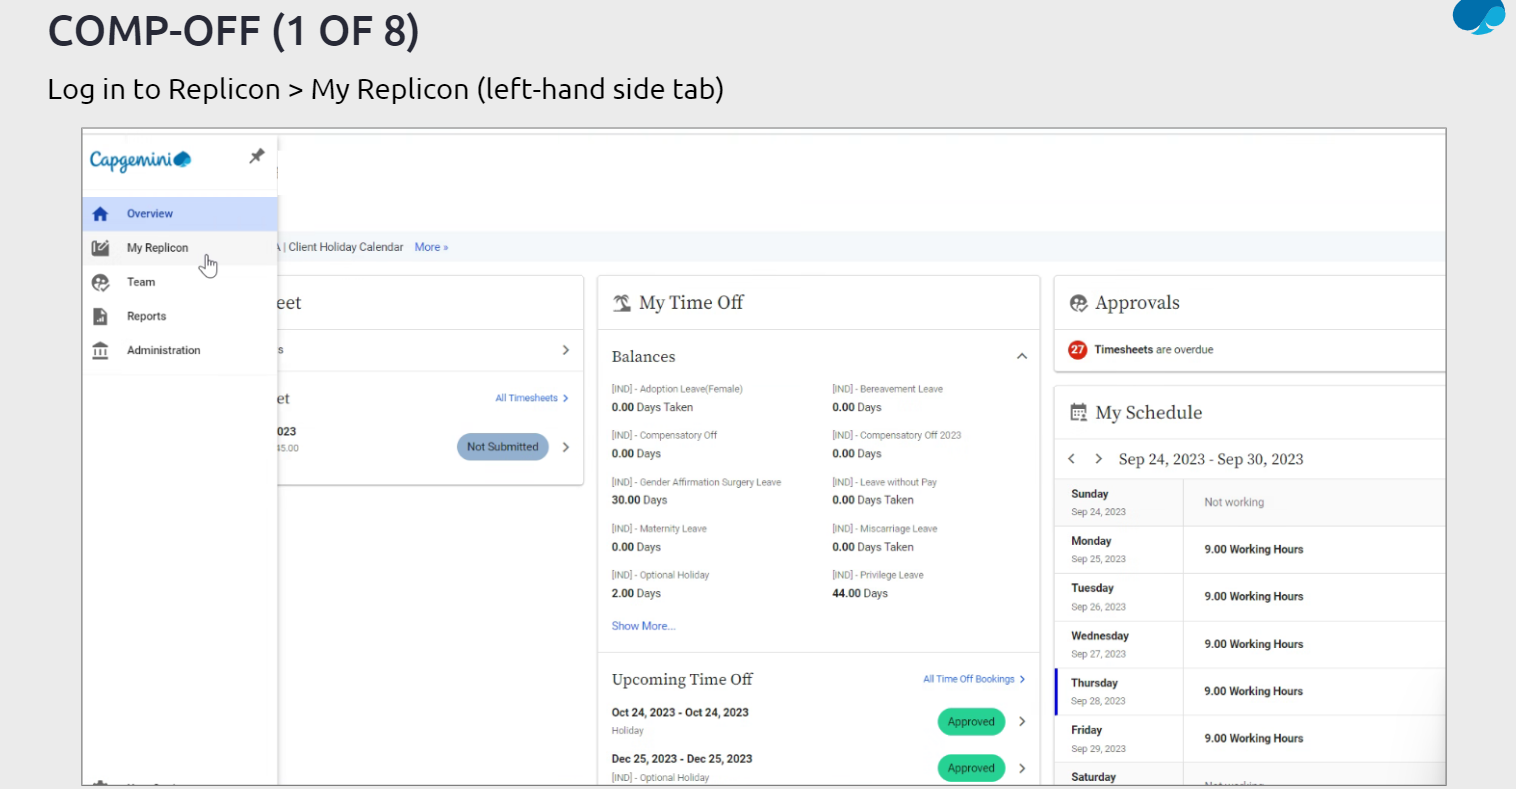 COMP-OFF (1 OF 8)
Log in to Replicon > My Replicon (left-hand side tab)
Capgemini
Overview
My Replicon
Team
Reports
Administration
| Client Holiday Calendar More »
eet
s
et
All Timesheets >
023
45.00
Not Submitted
My Time Off
Balances
[IND] - Adoption Leave(Female)
0.00 Days Taken
[IND] - Bereavement Leave
0.00 Days
[IND] - Compensatory Off
0.00 Days
[IND] - Compensatory Off 2023
0.00 Days
[IND] - Gender Affirmation Surgery Leave
30.00 Days
[IND] - Leave without Pay
0.00 Days Taken
[IND] - Maternity Leave
0.00 Days
[IND] - Miscarriage Leave
0.00 Days Taken
[IND] - Optional Holiday
2.00 Days
[IND] - Privilege Leave
44.00 Days
Show More...
Upcoming Time Off
All Time Off Bookings >
Oct 24, 2023 - Oct 24, 2023
Holiday
Approved
Dec 25, 2023 - Dec 25, 2023
[IND] - Optional Holiday
Approved
Approvals
27 Timesheets are overdue
My Schedule
< > Sep 24, 2023 - Sep 30, 2023
Sunday
Sep 24, 2023
Not working
Monday
Sep 25, 2023
9.00 Working Hours
Tuesday
Sep 26, 2023
9.00 Working Hours
Wednesday
Sep 27, 2023
9.00 Working Hours
Thursday
Sep 28, 2023
9.00 Working Hours
Friday
Sep 29, 2023
9.00 Working Hours
Saturday
Not working